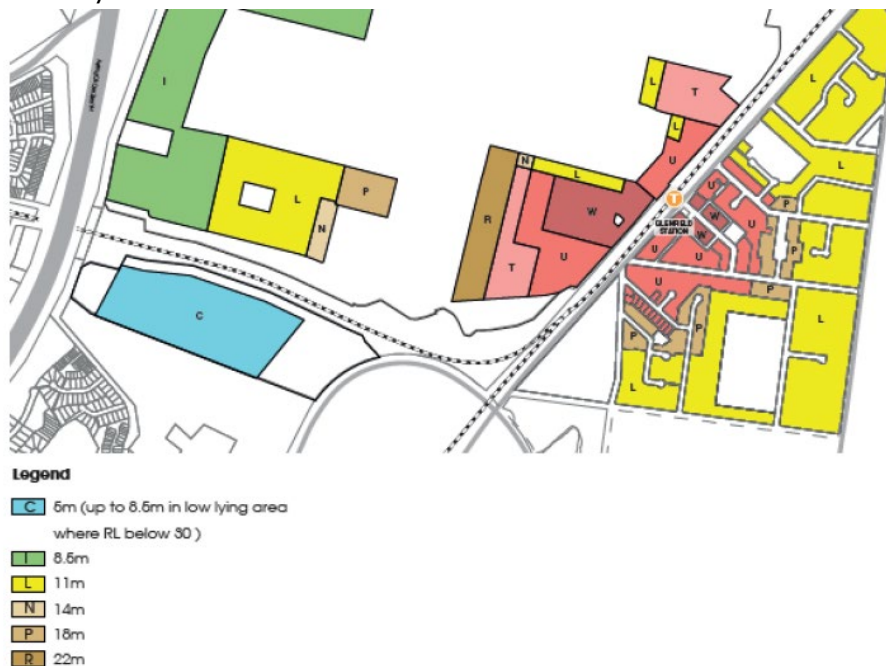 I
L
P
N
C
L
T
L
U
N
L
R
W
T
U
T
GLENFIELD
STATION
L
L
P
U
W
U
W
U
U
P
P
U
P
P
L
L
L
Legend
C 5m (up to 8.5m in low lying area
where RL below 30 )
I 8.5m
L 11m
N 14m
P 18m
R 22m